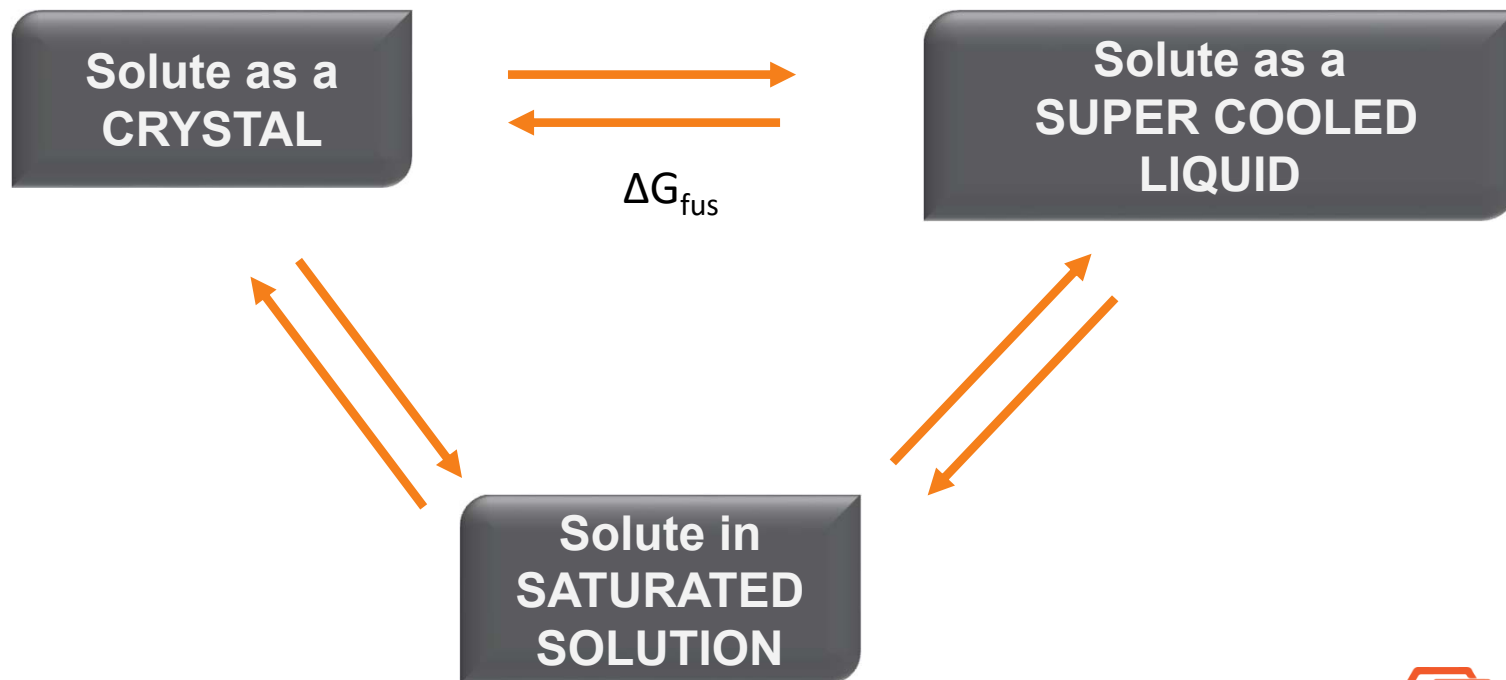 Solute as a
CRYSTAL
Solute as a
SUPER COOLED
LIQUID
ΔGfus
Solute in
SATURATED
SOLUTION